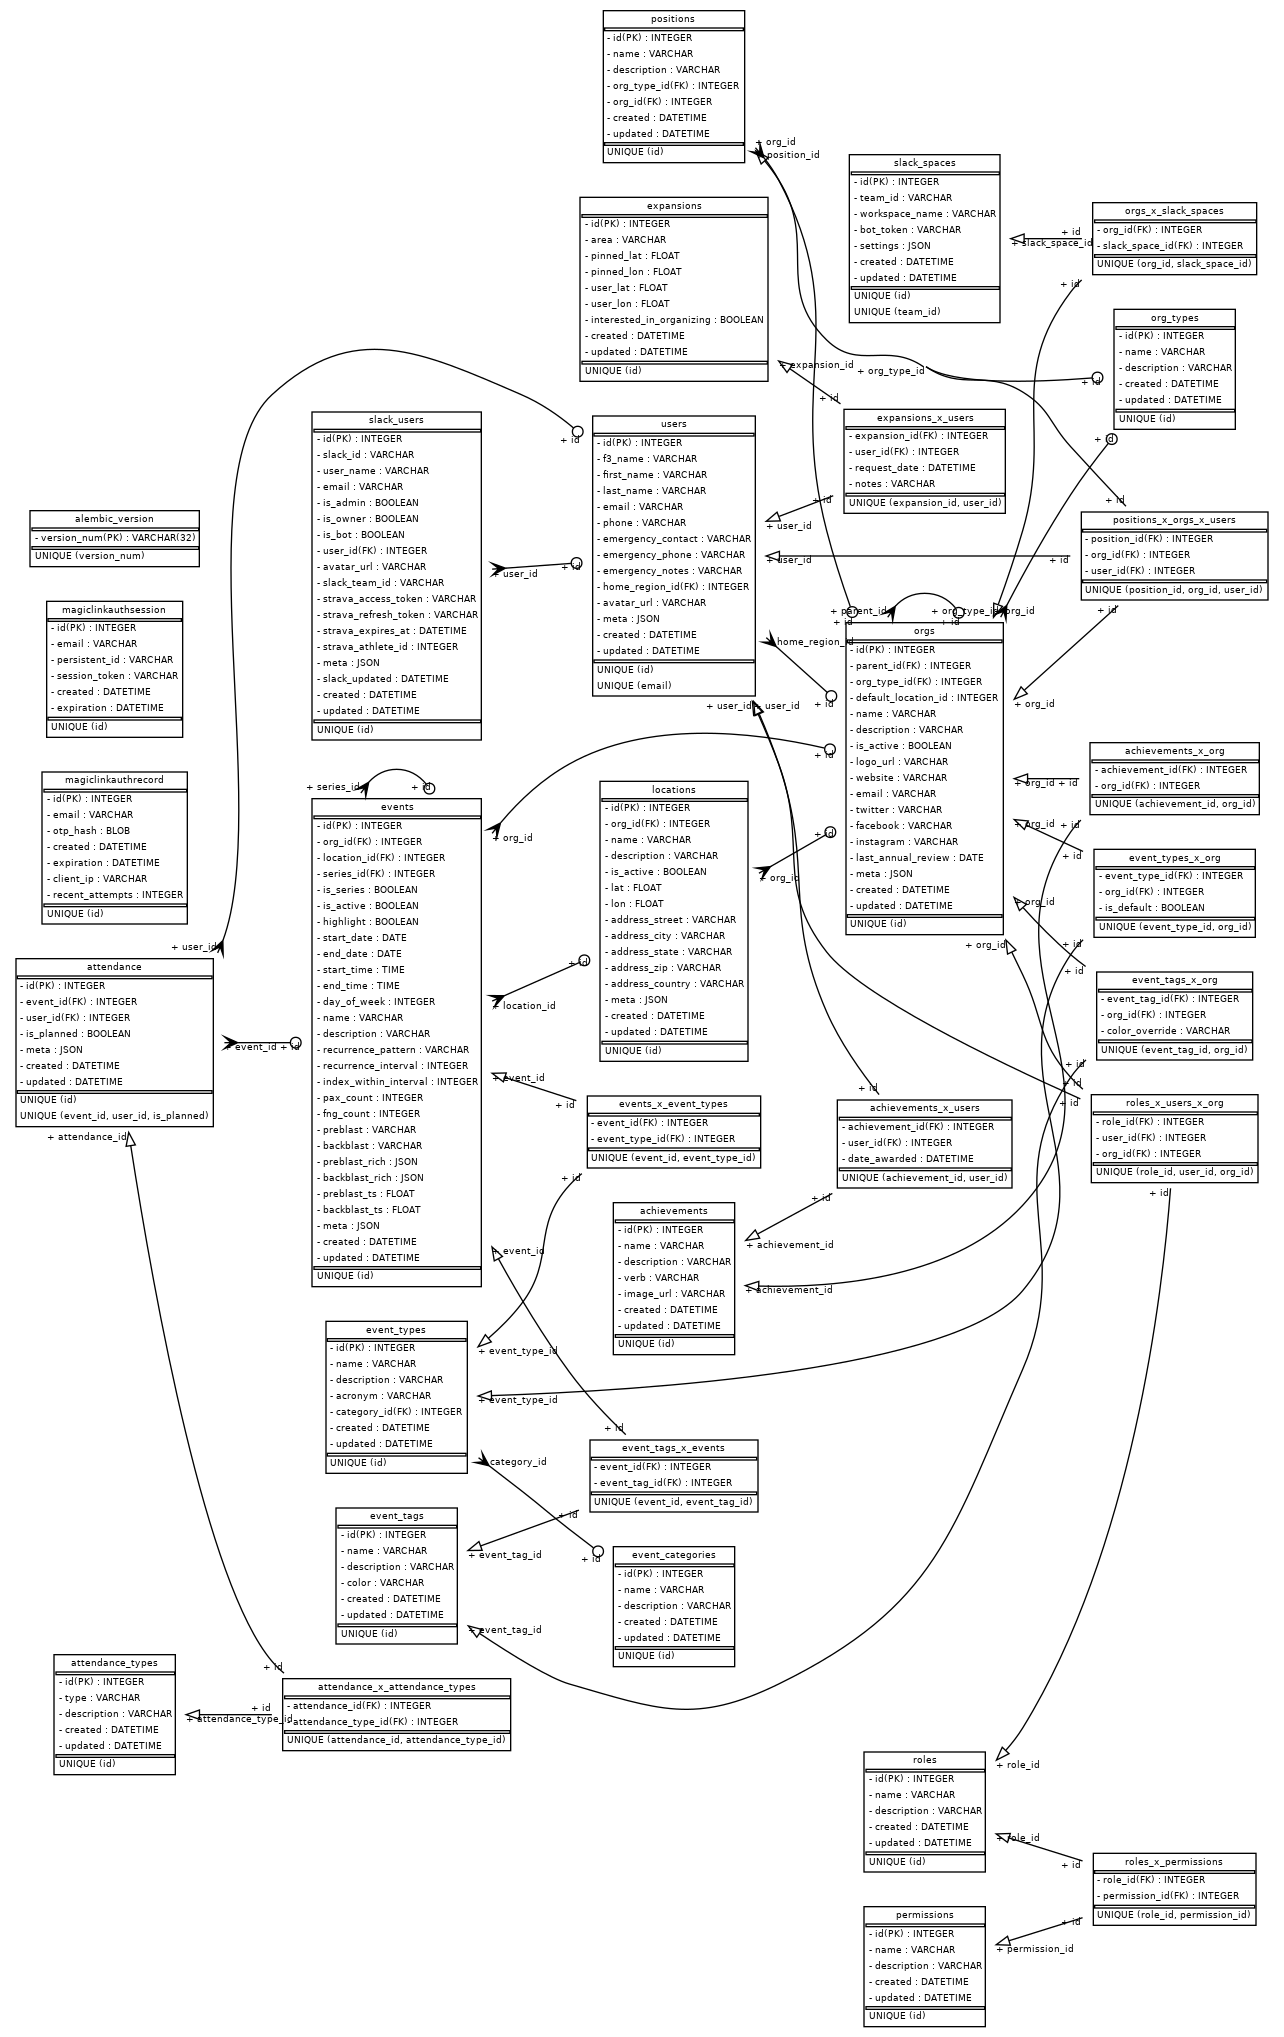 positions
- id(PK) : INTEGER
- name : VARCHAR
- description : VARCHAR
- org_type_id(FK) : INTEGER
- org_id(FK) : INTEGER
- created : DATETIME
- updated : DATETIME
UNIQUE (id)
+ org_id
position_id
slack_spaces
- id(PK) : INTEGER
- team_id : VARCHAR
- workspace_name : VARCHAR
- bot_token : VARCHAR
- settings : JSON
- created : DATETIME
- updated : DATETIME
UNIQUE (id)
UNIQUE (team_id)
+ id
+ slack_space_id
orgs_x_slack_spaces
- org_id(FK) : INTEGER
- slack_space_id(FK) : INTEGER
UNIQUE (org_id, slack_space_id)
+ id
expansions
- id(PK) : INTEGER
- area : VARCHAR
- pinned_lat : FLOAT
- pinned_lon : FLOAT
- user_lat : FLOAT
- user_lon : FLOAT
- interested_in_organizing : BOOLEAN
- created : DATETIME
- updated : DATETIME
UNIQUE (id)
+ expansion_id
+ id
+ org_type_id
org_types
- id(PK) : INTEGER
- name : VARCHAR
- description : VARCHAR
- created : DATETIME
- updated : DATETIME
UNIQUE (id)
+ id
+ id
expansions_x_users
- expansion_id(FK) : INTEGER
- user_id(FK) : INTEGER
- request_date : DATETIME
- notes : VARCHAR
UNIQUE (expansion_id, user_id)
+ id
+ user_id
slack_users
- id(PK) : INTEGER
- slack_id : VARCHAR
- user_name : VARCHAR
- email : VARCHAR
- is_admin : BOOLEAN
- is_owner : BOOLEAN
- is_bot : BOOLEAN
- user_id(FK) : INTEGER
- avatar_url : VARCHAR
- slack_team_id : VARCHAR
- strava_access_token : VARCHAR
- strava_refresh_token : VARCHAR
- strava_expires_at : DATETIME
- strava_athlete_id : INTEGER
- meta : JSON
- slack_updated : DATETIME
- created : DATETIME
- updated : DATETIME
UNIQUE (id)
+ user_id
+ id
+ id
users
- id(PK) : INTEGER
- f3_name : VARCHAR
- first_name : VARCHAR
- last_name : VARCHAR
- email : VARCHAR
- phone : VARCHAR
- emergency_contact : VARCHAR
- emergency_phone : VARCHAR
- emergency_notes : VARCHAR
- home_region_id(FK) : INTEGER
- avatar_url : VARCHAR
- meta : JSON
- created : DATETIME
- updated : DATETIME
UNIQUE (id)
UNIQUE (email)
+ user_id
+ user_id
+ user_id
+ id
home_region_id
+ id
+ id
positions_x_orgs_x_users
- position_id(FK) : INTEGER
- org_id(FK) : INTEGER
- user_id(FK) : INTEGER
UNIQUE (position_id, org_id, user_id)
+ id
+ org_id
alembic_version
- version_num(PK) : VARCHAR(32)
UNIQUE (version_num)
magiclinkauthsession
- id(PK) : INTEGER
- email : VARCHAR
- persistent_id : VARCHAR
- session_token : VARCHAR
- created : DATETIME
- expiration : DATETIME
UNIQUE (id)
magiclinkauthrecord
- id(PK) : INTEGER
- email : VARCHAR
- otp_hash : BLOB
- created : DATETIME
- expiration : DATETIME
- client_ip : VARCHAR
- recent_attempts : INTEGER
UNIQUE (id)
+ parent_id
+ org_type_id
+ org_id
+ id
+ id
orgs
- id(PK) : INTEGER
- parent_id(FK) : INTEGER
- org_type_id(FK) : INTEGER
- default_location_id : INTEGER
- name : VARCHAR
- description : VARCHAR
- is_active : BOOLEAN
- logo_url : VARCHAR
- website : VARCHAR
- email : VARCHAR
- twitter : VARCHAR
- facebook : VARCHAR
- instagram : VARCHAR
- last_annual_review : DATE
- meta : JSON
- created : DATETIME
- updated : DATETIME
UNIQUE (id)
+ id
+ id
+ org_id
+ id
+ org_id
+ id
+ id
+ org_id
+ id
+ id
+ org_id
achievements_x_org
- achievement_id(FK) : INTEGER
- org_id(FK) : INTEGER
UNIQUE (achievement_id, org_id)
event_types_x_org
- event_type_id(FK) : INTEGER
- org_id(FK) : INTEGER
- is_default : BOOLEAN
UNIQUE (event_type_id, org_id)
event_tags_x_org
- event_tag_id(FK) : INTEGER
- org_id(FK) : INTEGER
- color_override : VARCHAR
UNIQUE (event_tag_id, org_id)
+ id
+ id
+ id
roles_x_users_x_org
- role_id(FK) : INTEGER
- user_id(FK) : INTEGER
- org_id(FK) : INTEGER
UNIQUE (role_id, user_id, org_id)
+ id
+ series_id
+ id
events
- id(PK) : INTEGER
- org_id(FK) : INTEGER
- location_id(FK) : INTEGER
- series_id(FK) : INTEGER
- is_series : BOOLEAN
- is_active : BOOLEAN
- highlight : BOOLEAN
- start_date : DATE
- end_date : DATE
- start_time : TIME
- end_time : TIME
- day_of_week : INTEGER
- name : VARCHAR
- description : VARCHAR
- recurrence_pattern : VARCHAR
- recurrence_interval : INTEGER
- index_within_interval : INTEGER
- pax_count : INTEGER
- fng_count : INTEGER
- preblast : VARCHAR
- backblast : VARCHAR
- preblast_rich : JSON
- backblast_rich : JSON
- preblast_ts : FLOAT
- backblast_ts : FLOAT
- meta : JSON
- created : DATETIME
- updated : DATETIME
UNIQUE (id)
+ org_id
+ location_id
+ id
+ event_id
+ id
+ event_id
locations
- id(PK) : INTEGER
- org_id(FK) : INTEGER
- name : VARCHAR
- description : VARCHAR
- is_active : BOOLEAN
- lat : FLOAT
- lon : FLOAT
- address_street : VARCHAR
- address_city : VARCHAR
- address_state : VARCHAR
- address_zip : VARCHAR
- address_country : VARCHAR
- meta : JSON
- created : DATETIME
- updated : DATETIME
UNIQUE (id)
+ org_id
+ user_id
attendance
- id(PK) : INTEGER
- event_id(FK) : INTEGER
- user_id(FK) : INTEGER
- is_planned : BOOLEAN
- meta : JSON
- created : DATETIME
- updated : DATETIME
UNIQUE (id)
UNIQUE (event_id, user_id, is_planned)
+ event_id
+ id
+ attendance_id
events_x_event_types
- event_id(FK) : INTEGER
- event_type_id(FK) : INTEGER
UNIQUE (event_id, event_type_id)
+ id
+ id
achievements_x_users
- achievement_id(FK) : INTEGER
- user_id(FK) : INTEGER
- date_awarded : DATETIME
UNIQUE (achievement_id, user_id)
+ id
achievements
- id(PK) : INTEGER
- name : VARCHAR
- description : VARCHAR
- verb : VARCHAR
- image_url : VARCHAR
- created : DATETIME
- updated : DATETIME
UNIQUE (id)
+ achievement_id
+ achievement_id
event_types
- id(PK) : INTEGER
- name : VARCHAR
- description : VARCHAR
- acronym : VARCHAR
- category_id(FK) : INTEGER
- created : DATETIME
- updated : DATETIME
UNIQUE (id)
+ event_type_id
+ event_type_id
category_id
+ id
event_tags_x_events
- event_id(FK) : INTEGER
- event_tag_id(FK) : INTEGER
UNIQUE (event_id, event_tag_id)
+ id
event_tags
- id(PK) : INTEGER
- name : VARCHAR
- description : VARCHAR
- color : VARCHAR
- created : DATETIME
- updated : DATETIME
UNIQUE (id)
+ event_tag_id
+ event_tag_id
+ id
event_categories
- id(PK) : INTEGER
- name : VARCHAR
- description : VARCHAR
- created : DATETIME
- updated : DATETIME
UNIQUE (id)
attendance_types
- id(PK) : INTEGER
- type : VARCHAR
- description : VARCHAR
- created : DATETIME
- updated : DATETIME
UNIQUE (id)
+ id
+ id
+ attendance_type_id
attendance_x_attendance_types
- attendance_id(FK) : INTEGER
- attendance_type_id(FK) : INTEGER
UNIQUE (attendance_id, attendance_type_id)
roles
- id(PK) : INTEGER
- name : VARCHAR
- description : VARCHAR
- created : DATETIME
- updated : DATETIME
UNIQUE (id)
+ role_id
+ role_id
+ id
roles_x_permissions
- role_id(FK) : INTEGER
- permission_id(FK) : INTEGER
UNIQUE (role_id, permission_id)
+ id
+ permission_id
permissions
- id(PK) : INTEGER
- name : VARCHAR
- description : VARCHAR
- created : DATETIME
- updated : DATETIME
UNIQUE (id)